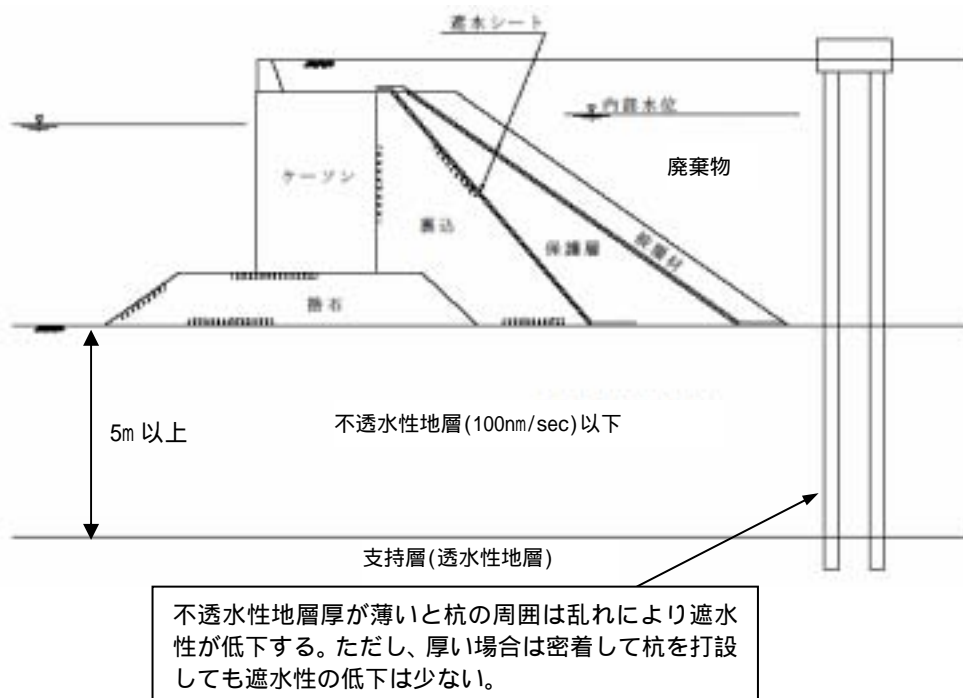 遮水シート
内部水位
廃棄物
ケーソン
裏込
保護層
被覆材
捨石
5m 以上
不透水性地層(100nm/sec)以下
支持層(透水性地層)
不透水性地層厚が薄いと杭の周囲は乱れにより遮水
性が低下する。ただし、厚い場合は密着して杭を打設
しても遮水性の低下は少ない。